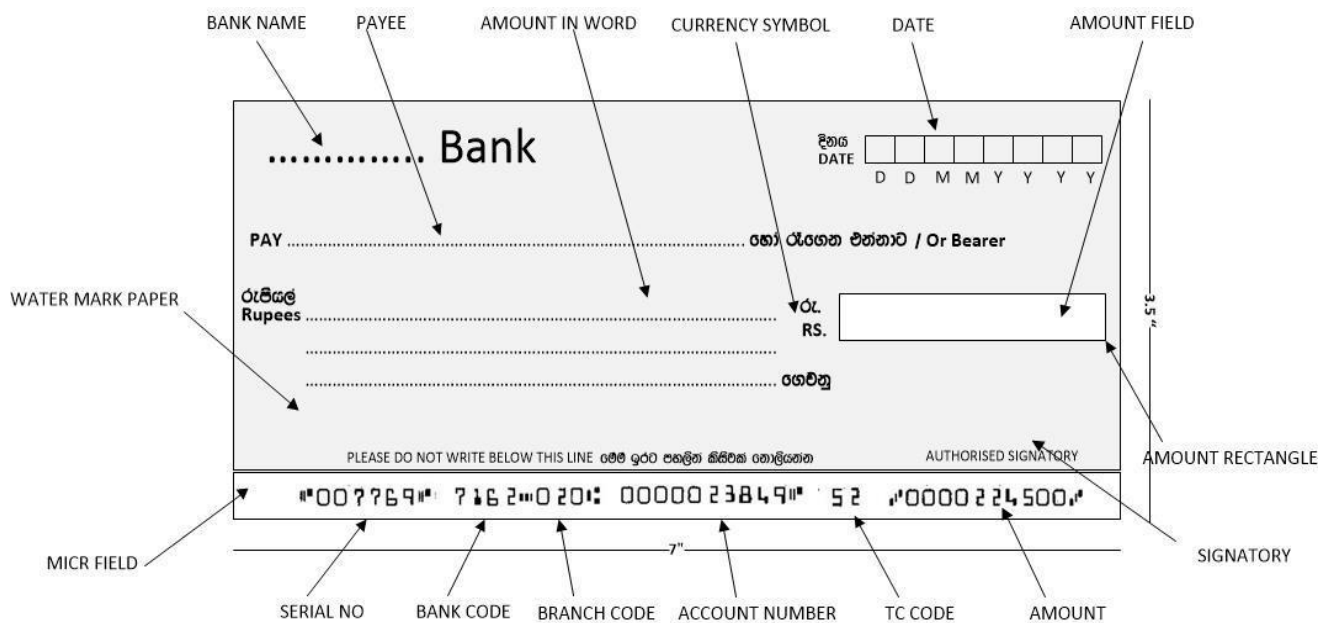 BANK NAME PAYEE AMOUNT IN WORD CURRENCY SYMBOL DATE AMOUNT FIELD
............... Bank
දිනය
DATE
D D M M Y Y Y Y
PAY ........................ හෝ රැගෙන එන්නාට / Or Bearer
WATER MARK PAPER
රුපියල්
Rupees ........................
රු.
RS.
3.5 "
........................
........................ ගෙවනු
PLEASE DO NOT WRITE BELOW THIS LINE මෙම ඉරට පහලින් කිසිවක් නොලියන්න AUTHORISED SIGNATORY
AMOUNT RECTANGLE
⑈007769⑈ 7162⑉020⑆ 0000023849⑈ 52 ⑇0000224500⑇
7"
MICR FIELD
SIGNATORY
SERIAL NO BANK CODE BRANCH CODE ACCOUNT NUMBER TC CODE AMOUNT